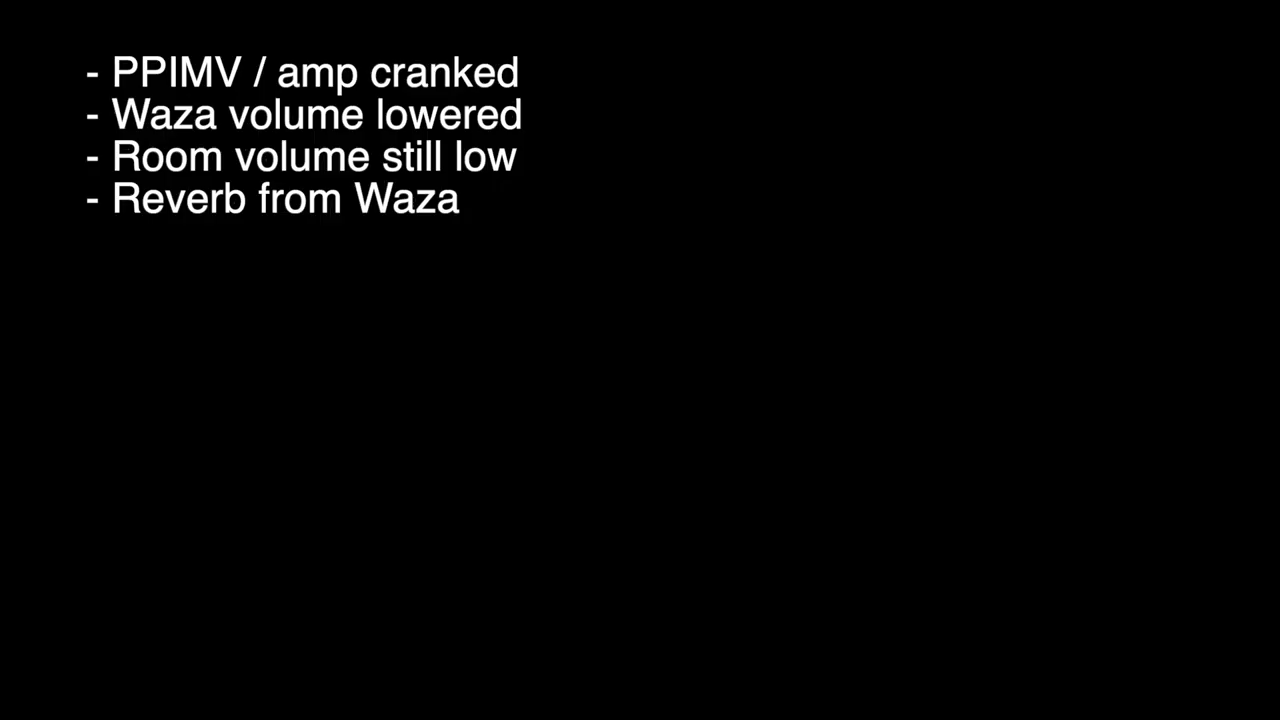 - PPIMV / amp cranked
- Waza volume lowered
- Room volume still low
- Reverb from Waza